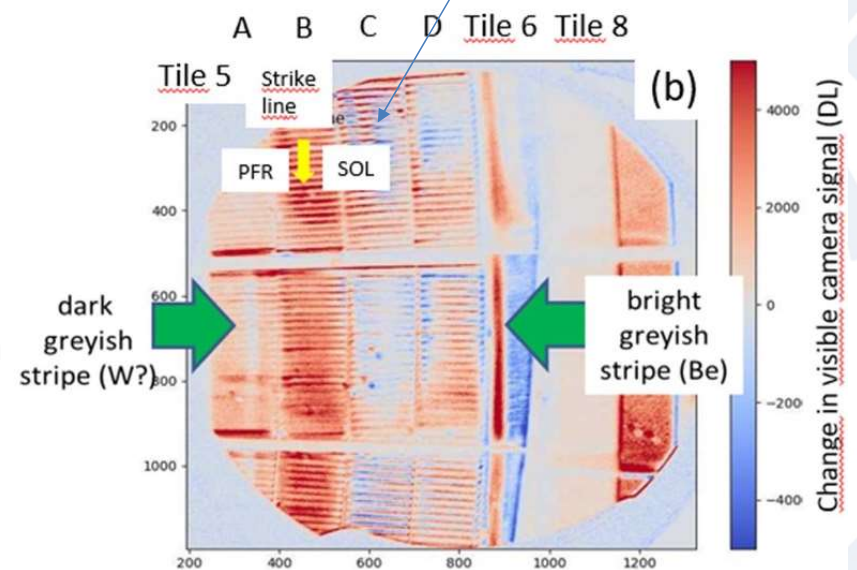 A B C D Tile 6 Tile 8
Tile 5
Strike
line
(b)
PFR
SOL
dark
greyish
stripe (W?)
bright
greyish
stripe (Be)
200
400
600
800
1000
200 400 600 800 1000 1200
4000
2000
0
−200
−400
Change in visible camera signal (DL)